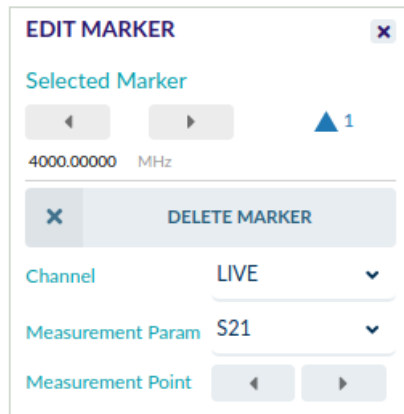 EDIT MARKER
Selected Marker
1
4000.00000 MHz
DELETE MARKER
Channel LIVE
Measurement Param S21
Measurement Point